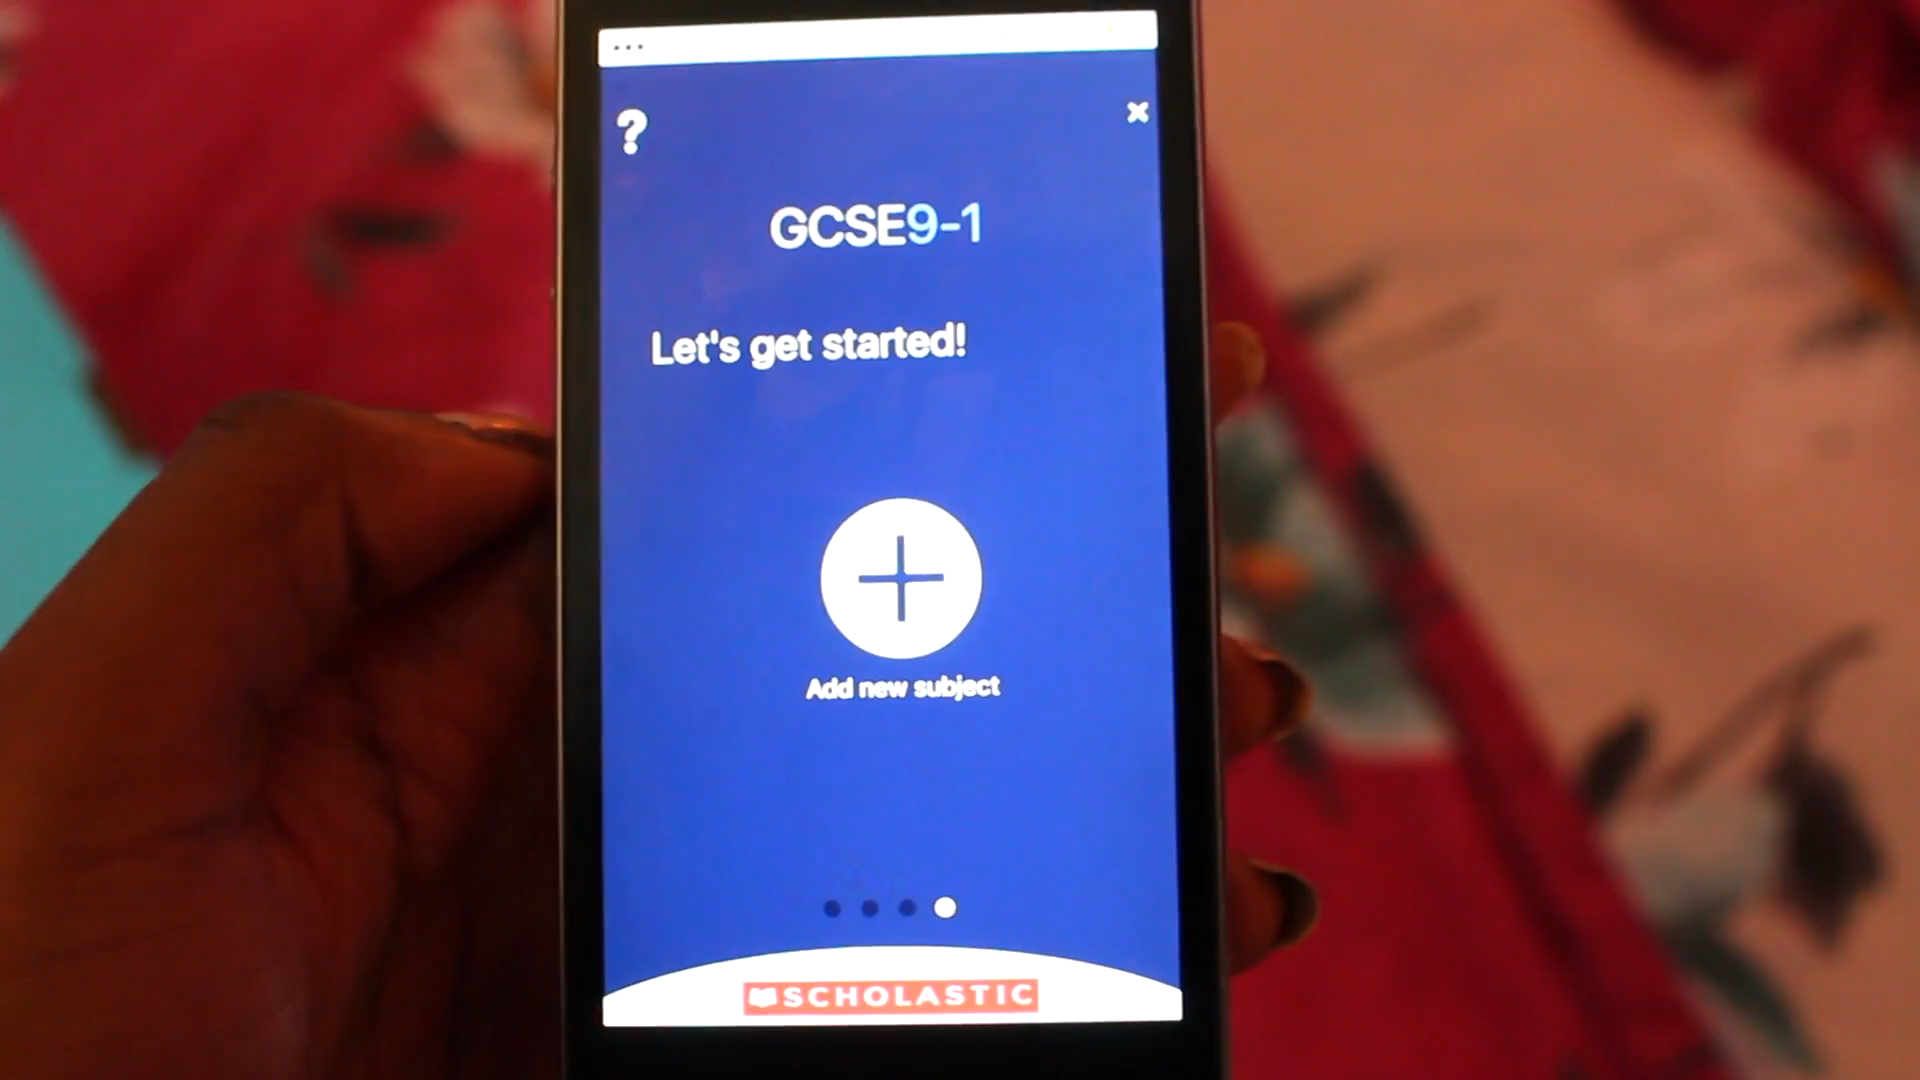 ?
GCSE9-1
Let's get started!
Add new subject
SCHOLASTIC